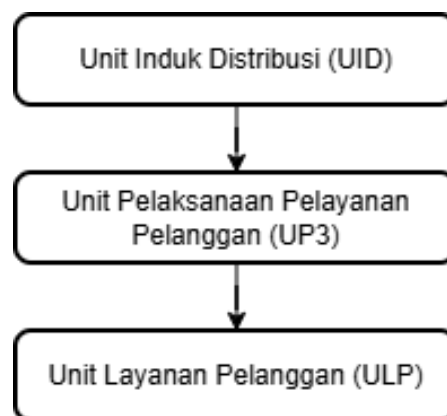 Unit Induk Distribusi (UID)
Unit Pelaksanaan Pelayanan
Pelanggan (UP3)
Unit Layanan Pelanggan (ULP)